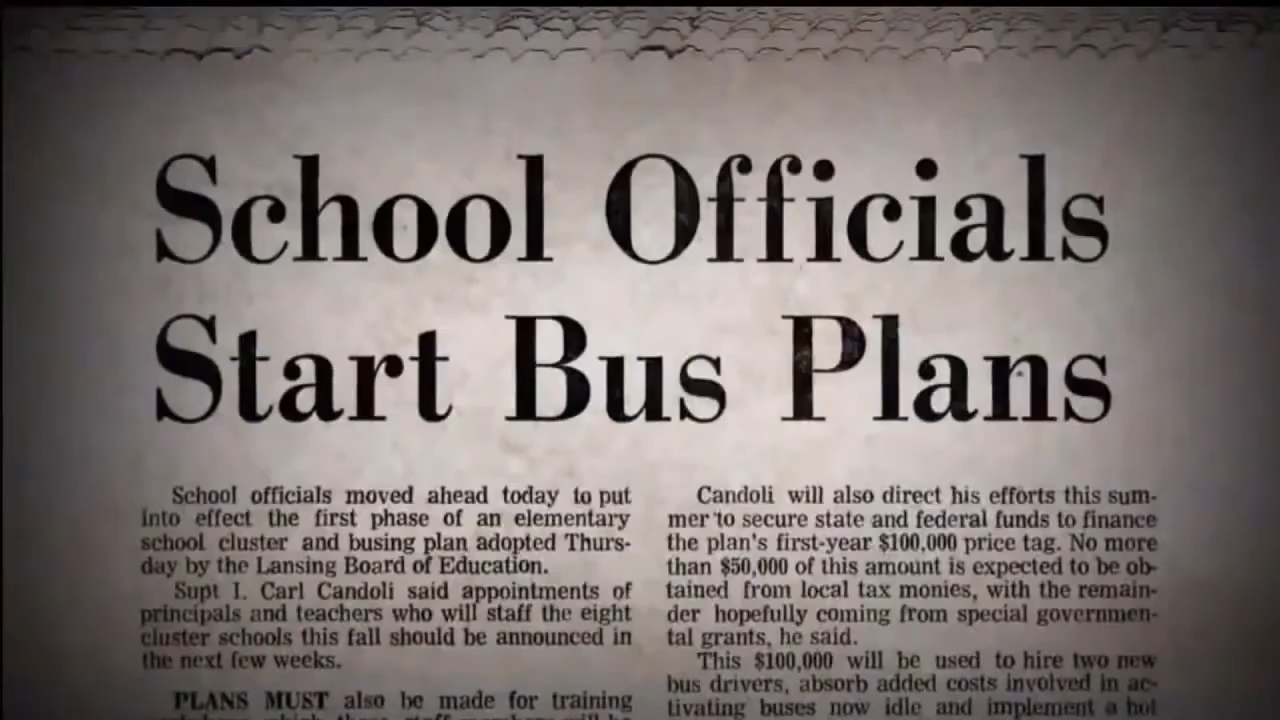 School Officials
Start Bus Plans
School officials moved ahead today to put
into effect the first phase of an elementary
school cluster and busing plan adopted Thurs-
day by the Lansing Board of Education.
Supt I. Carl Candoli said appointments of
principals and teachers who will staff the eight
cluster schools this fall should be announced in
the next few weeks.
PLANS MUST also be made for training
Candoli will also direct his efforts this sum-
mer to secure state and federal funds to finance
the plan's first-year $100,000 price tag. No more
than $50,000 of this amount is expected to be ob-
tained from local tax monies, with the remain-
der hopefully coming from special governmen-
tal grants, he said.
This $100,000 will be used to hire two new
bus drivers, absorb added costs involved in ac-
tivating buses now idle and implement a hot